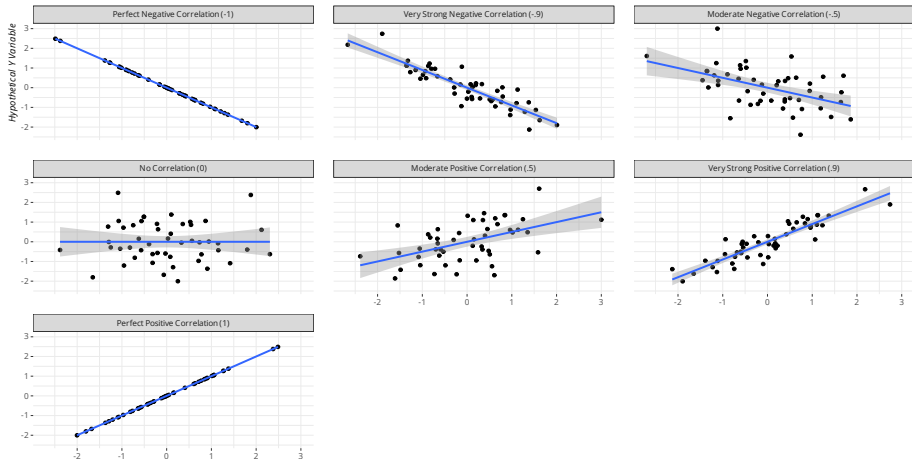 Perfect Negative Correlation (-1)
Very Strong Negative Correlation (-.9)
Moderate Negative Correlation (-.5)
Hypothetical Y Variable
3
2
1
0
-1
-2
No Correlation (0)
Moderate Positive Correlation (.5)
Very Strong Positive Correlation (.9)
3
2
1
0
-1
-2
-2 -1 0 1 2 3
-2 -1 0 1 2 3
Perfect Positive Correlation (1)
3
2
1
0
-1
-2
-2 -1 0 1 2 3